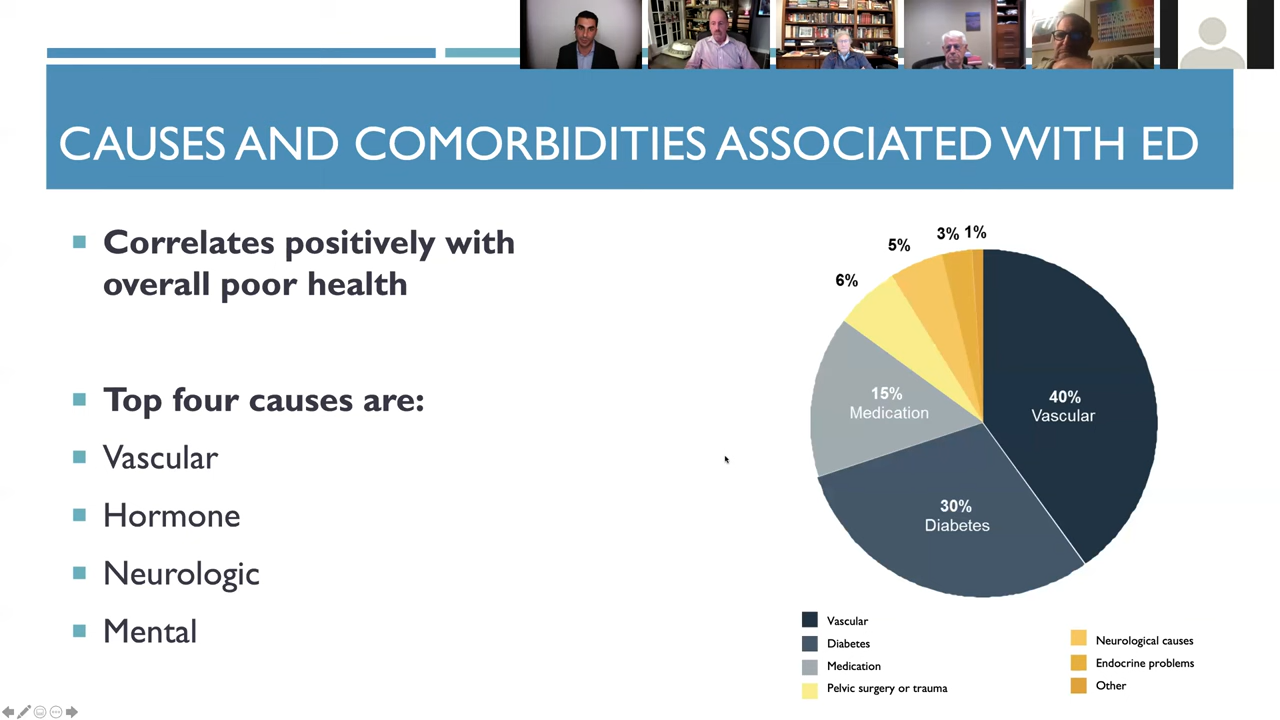 CAUSES AND COMORBIDITIES ASSOCIATED WITH ED
Correlates positively with
overall poor health
Top four causes are:
Vascular
Hormone
Neurologic
Mental
1%
3%
5%
6%
15%
Medication
40%
Vascular
30%
Diabetes
Vascular
Diabetes
Medication
Pelvic surgery or trauma
Neurological causes
Endocrine problems
Other